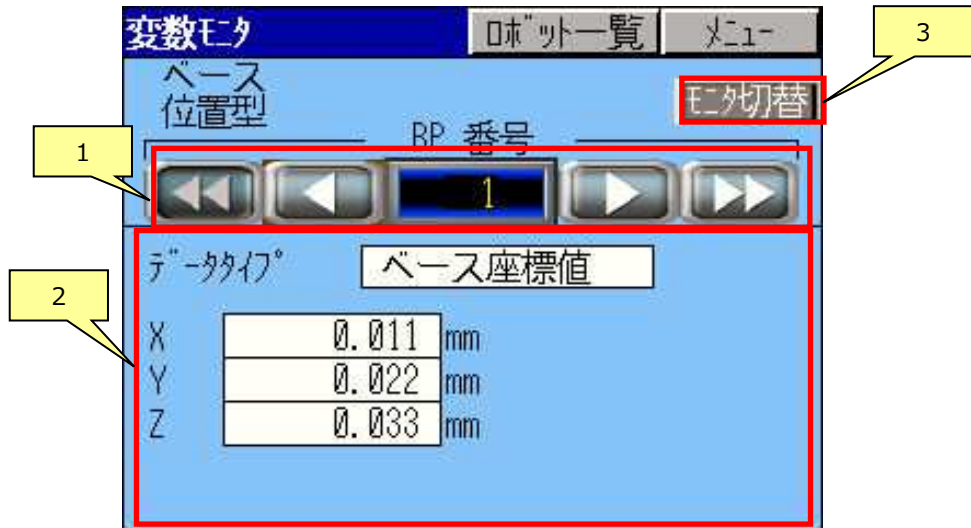 変数ﾓﾆﾀ ﾛﾎﾞｯﾄ一覧 ﾒﾆｭｰ
3
ベース
位置型
ﾓﾆﾀ切替
1
BP 番号
1
ﾃﾞｰﾀﾀｲﾌﾟ ベース座標値
2
X 0.011 mm
Y 0.022 mm
Z 0.033 mm